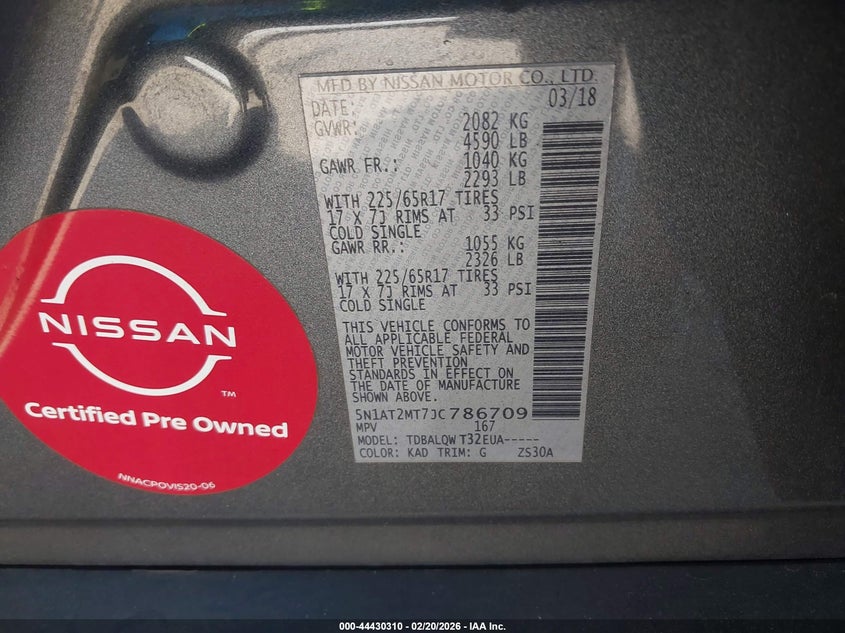 MFD BY NISSAN MOTOR CO., LTD.
DATE: 03/18
GVWR: 2082 KG
4590 LB
GAWR FR.: 1040 KG
2293 LB
WITH 225/65R17 TIRES
17 X 7J RIMS AT 33 PSI
COLD SINGLE
GAWR RR.: 1055 KG
2326 LB
WITH 225/65R17 TIRES
17 X 7J RIMS AT 33 PSI
COLD SINGLE
THIS VEHICLE CONFORMS TO
ALL APPLICABLE FEDERAL
MOTOR VEHICLE SAFETY AND
THEFT PREVENTION
STANDARDS IN EFFECT ON
THE DATE OF MANUFACTURE
SHOWN ABOVE.
5N1AT2MT7JC786709
MPV 167
MODEL: TDBALQW T32EUA-----
COLOR: KAD TRIM: G ZS30A
NISSAN
TM
Certified Pre Owned
NNACPOVIS20-06
000-44430310 - 02/20/2026 - IAA Inc.